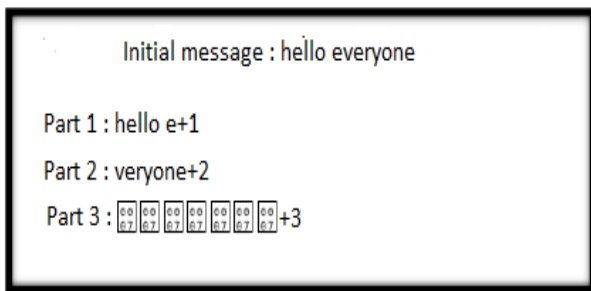 Initial message : hello everyone
Part 1 : hello e+1
Part 2 : veryone+2
Part 3 : +3